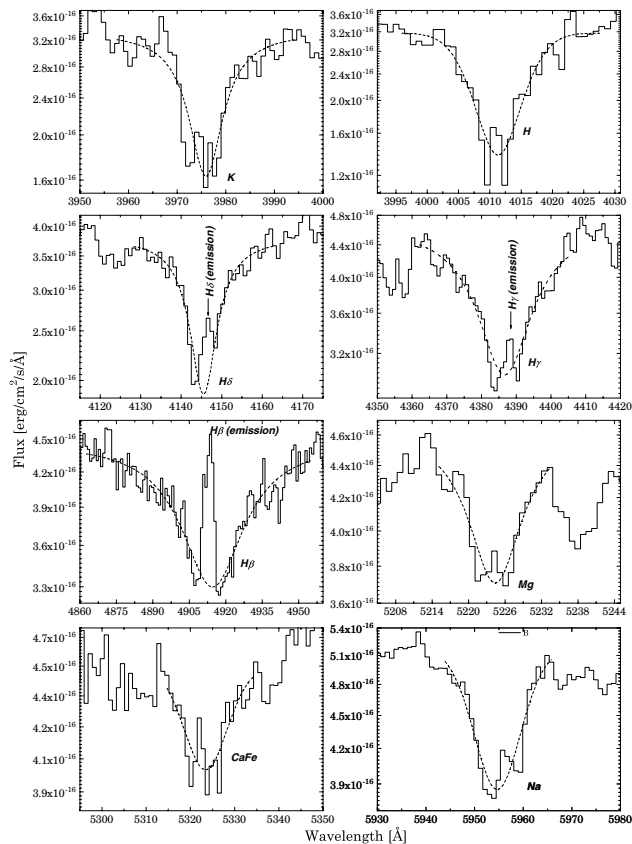 3.6x10-16
3.2x10-16
2.8x10-16
2.4x10-16
2.0x10-16
1.6x10-16
K
3950 3960 3970 3980 3990 4000
3.6x10-16
3.2x10-16
2.8x10-16
2.4x10-16
2.0x10-16
1.6x10-16
1.2x10-16
H
3995 4000 4005 4010 4015 4020 4025 4030
4.0x10-16
3.5x10-16
3.0x10-16
2.5x10-16
2.0x10-16
Hδ (emission)
Hδ
4120 4130 4140 4150 4160 4170
4.8x10-16
4.4x10-16
4.0x10-16
3.6x10-16
3.2x10-16
Hγ (emission)
Hγ
4350 4360 4370 4380 4390 4400 4410 4420
Flux [erg/cm2/s/Å]
4.5x10-16
4.2x10-16
3.9x10-16
3.6x10-16
3.3x10-16
Hβ (emission)
Hβ
4860 4875 4890 4905 4920 4935 4950
4.6x10-16
4.4x10-16
4.2x10-16
4.0x10-16
3.8x10-16
3.6x10-16
Mg
5208 5214 5220 5226 5232 5238 5244
4.7x10-16
4.5x10-16
4.4x10-16
4.2x10-16
4.1x10-16
3.9x10-16
CaFe
5300 5310 5320 5330 5340 5350
5.4x10-16
5.1x10-16
4.8x10-16
4.5x10-16
4.2x10-16
3.9x10-16
B
Na
5930 5940 5950 5960 5970 5980
Wavelength [Å]